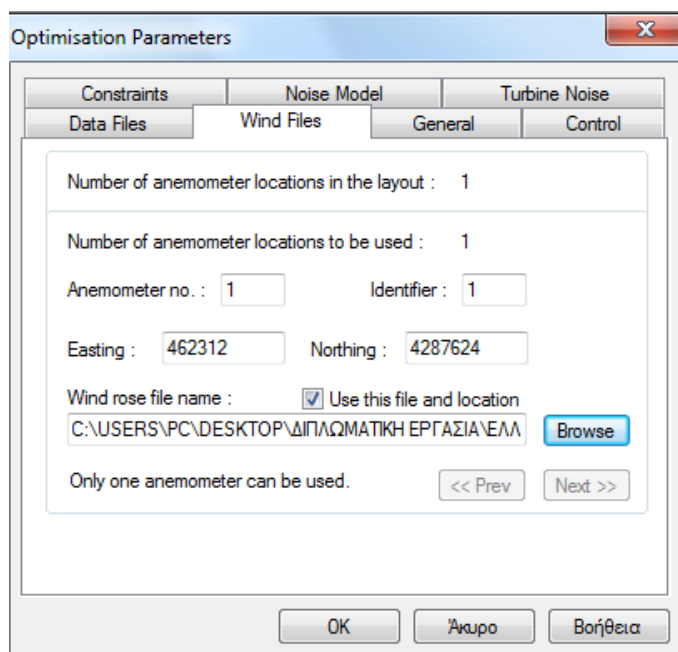 Optimisation Parameters
Constraints Noise Model Turbine Noise
Data Files Wind Files General Control
Number of anemometer locations in the layout : 1
Number of anemometer locations to be used : 1
Anemometer no. : 1 Identifier : 1
Easting : 462312 Northing : 4287624
Wind rose file name : Use this file and location
C:\USERS\PC\DESKTOP\ΔΙΠΛΩΜΑΤΙΚΗ ΕΡΓΑΣΙΑ\ΕΛΛ Browse
Only one anemometer can be used. << Prev Next >>
OK Άκυρο Βοήθεια